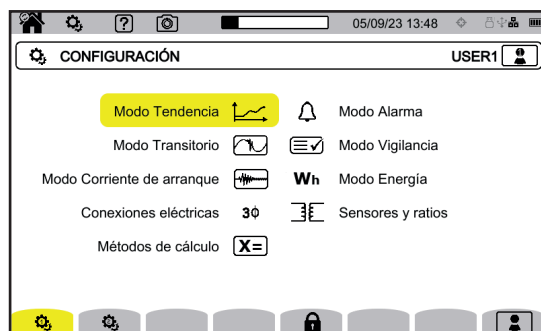 05/09/23 13:48
CONFIGURACIÓN USER1
Modo Tendencia Modo Alarma
Modo Transitorio Modo Vigilancia
Modo Corriente de arranque Wh Modo Energía
Conexiones eléctricas 3ϕ Sensores y ratios
Métodos de cálculo X=